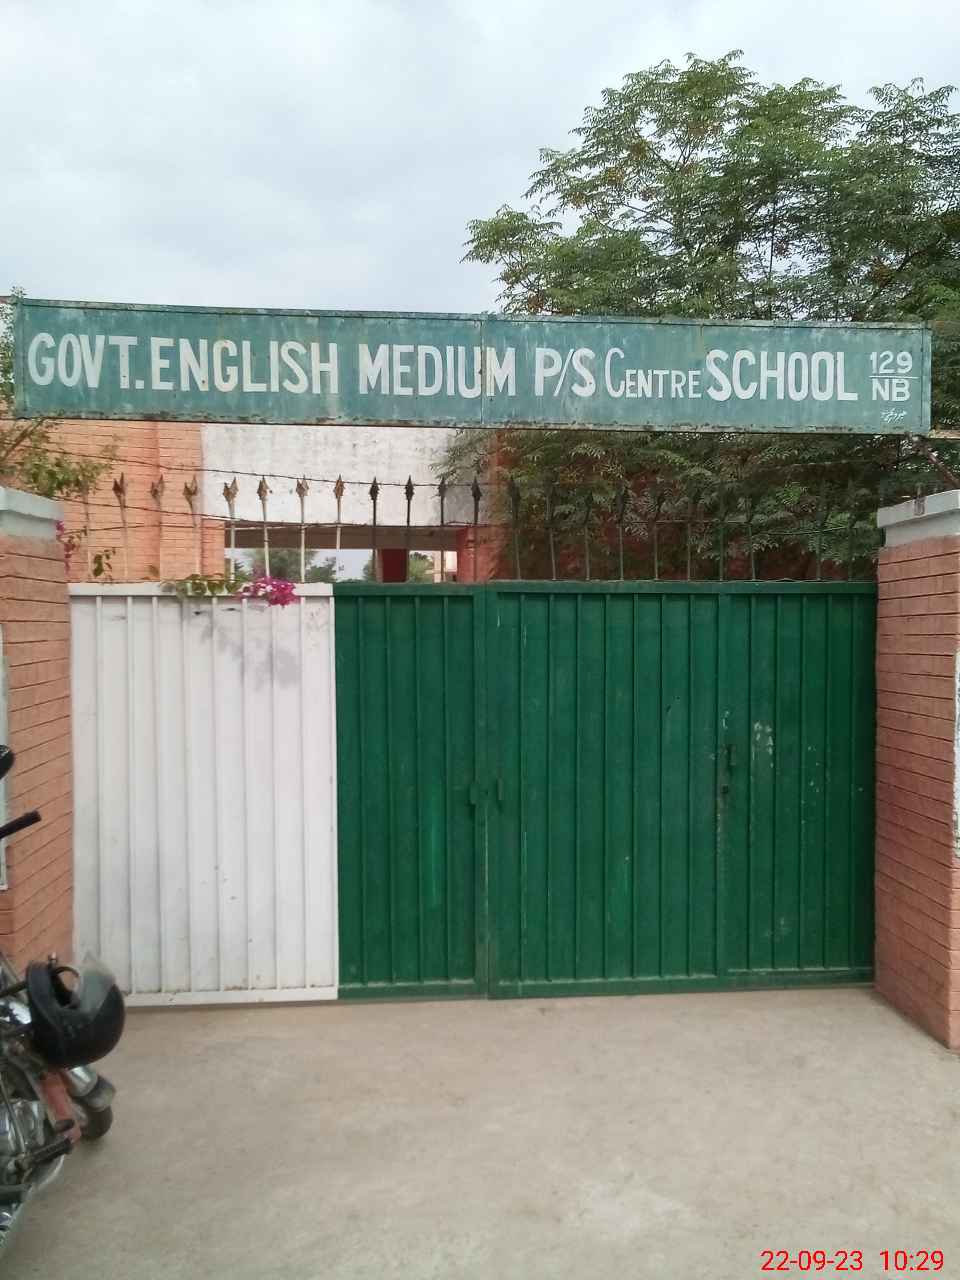 GOVT. ENGLISH MEDIUM P/S CENTRE SCHOOL 129/NB
22-09-23 10:29